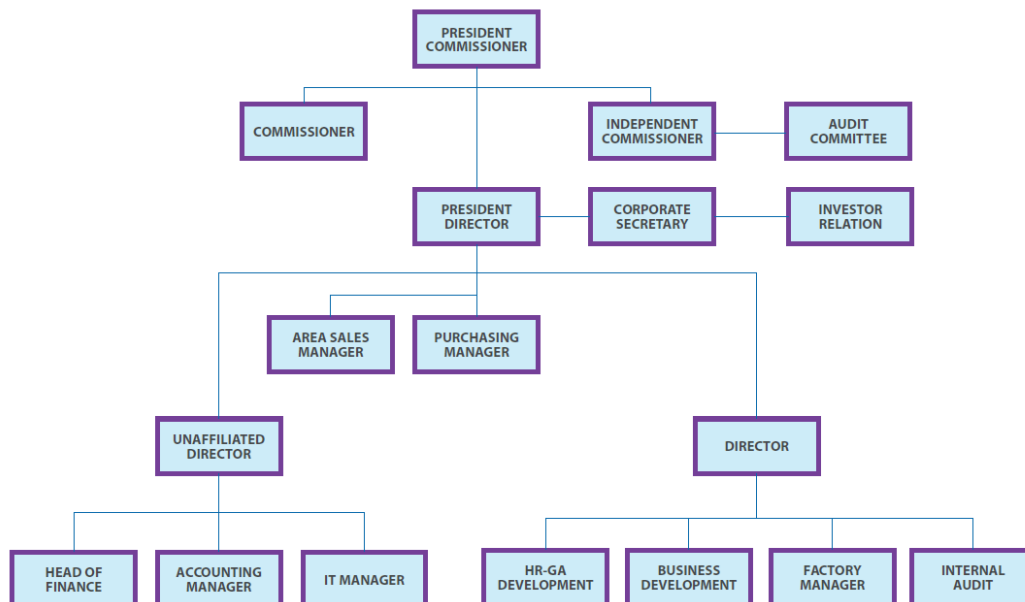 PRESIDENT
COMMISSIONER
COMMISSIONER
INDEPENDENT
COMMISSIONER
AUDIT
COMMITTEE
PRESIDENT
DIRECTOR
CORPORATE
SECRETARY
INVESTOR
RELATION
AREA SALES
MANAGER
PURCHASING
MANAGER
UNAFFILIATED
DIRECTOR
DIRECTOR
HEAD OF
FINANCE
ACCOUNTING
MANAGER
IT MANAGER
HR-GA
DEVELOPMENT
BUSINESS
DEVELOPMENT
FACTORY
MANAGER
INTERNAL
AUDIT